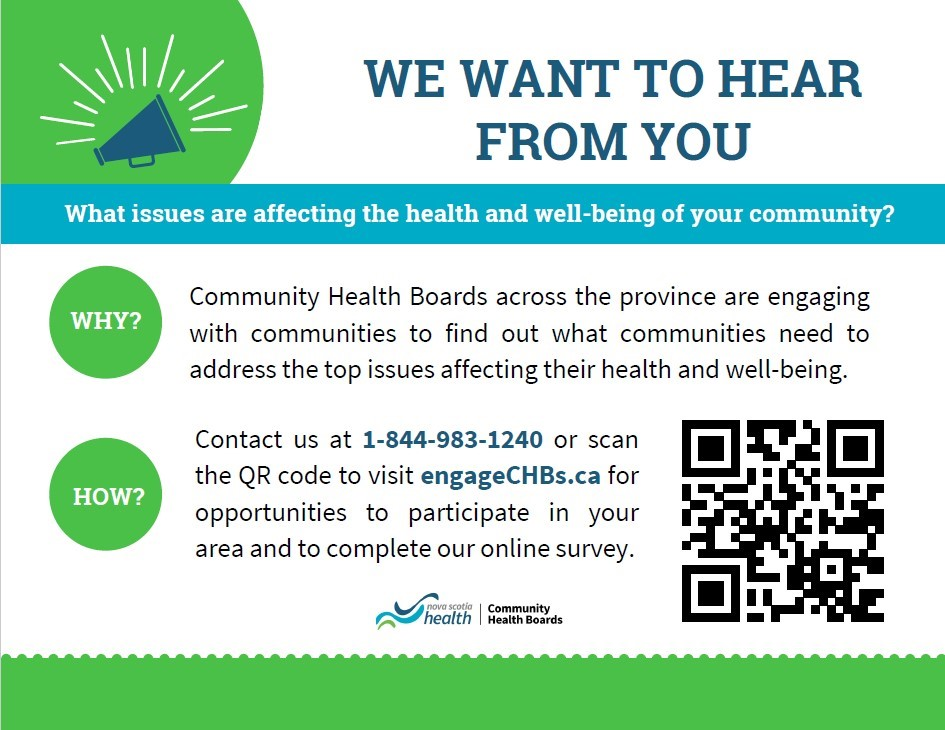 WE WANT TO HEAR
FROM YOU
What issues are affecting the health and well-being of your community?
WHY?
Community Health Boards across the province are engaging
with communities to find out what communities need to
address the top issues affecting their health and well-being.
HOW?
Contact us at 1-844-983-1240 or scan
the QR code to visit engageCHBs.ca for
opportunities to participate in your
area and to complete our online survey.
nova scotia
health
Community
Health Boards